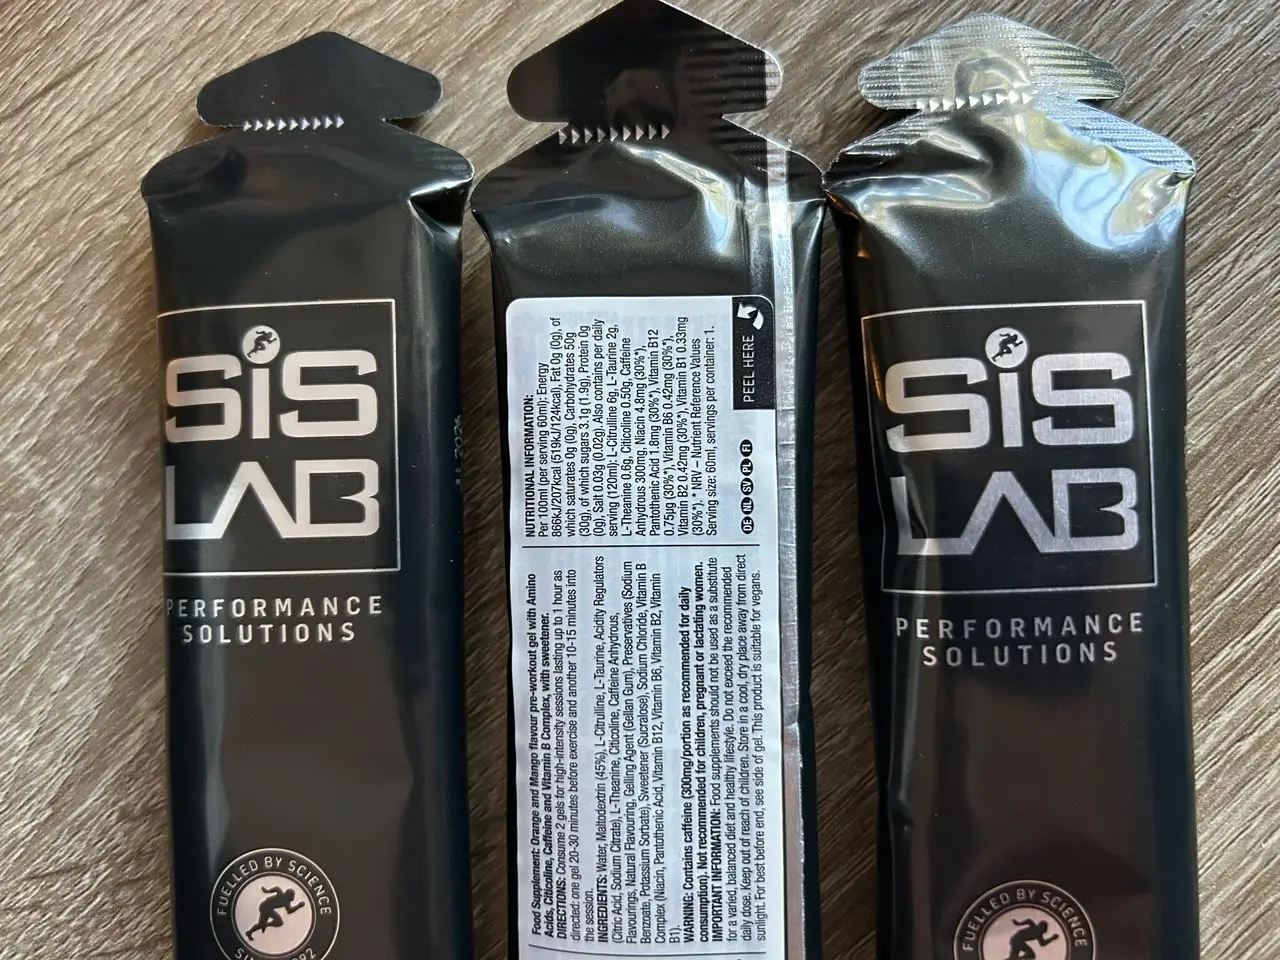 SiS
LAB
PERFORMANCE
SOLUTIONS
FUELLED BY SCIENCE
NUTRITIONAL INFORMATION:
Per 100ml (per serving 60ml): Energy
866kJ/207kcal (519kJ/124kcal), Fat 0g (0g), of
which saturates 0g (0g), Carbohydrates 50g
(30g), of which sugars 3.1g (1.9g), Protein 0g
(0g), Salt 0.03g (0.02g). Also contains per daily
serving (120ml): L-Citrulline 6g, L-Taurine 2g,
L-Theanine 0.6g, Citicoline 0.50g, Caffeine
Anhydrous 300mg, Niacin 4.8mg (30%*),
Pantothenic Acid 1.8mg (30%*), Vitamin B12
0.75µg (30%*), Vitamin B6 0.42mg (30%*),
Vitamin B2 0.42mg (30%*), Vitamin B1 0.33mg
(30%*). * NRV – Nutrient Reference Values
Serving size: 60ml, servings per container: 1.
PEEL HERE
DE NL SV PL FI
Food Supplement: Orange and Mango flavour pre-workout gel with Amino
Acids, Citicoline, Caffeine and Vitamin B Complex, with sweetener.
DIRECTIONS: Consume 2 gels for high-intensity sessions lasting up to 1 hour as
directed: one gel 20-30 minutes before exercise and another 10-15 minutes into
the session.
INGREDIENTS: Water, Maltodextrin (45%), L-Citrulline, L-Taurine, Acidity Regulators
(Citric Acid, Sodium Citrate), L-Theanine, Citicoline, Caffeine Anhydrous,
Flavourings, Natural Flavouring, Gelling Agent (Gellan Gum), Preservatives (Sodium
Benzoate, Potassium Sorbate), Sweetener (Sucralose), Sodium Chloride, Vitamin B
Complex (Niacin, Pantothenic Acid, Vitamin B12, Vitamin B6, Vitamin B2, Vitamin
B1).
WARNING: Contains caffeine (300mg/portion as recommended for daily
consumption). Not recommended for children, pregnant or lactating women.
IMPORTANT INFORMATION: Food supplements should not be used as a substitute
for a varied, balanced diet and healthy lifestyle. Do not exceed the recommended
daily dose. Keep out of reach of children. Store in a cool, dry place away from direct
sunlight. For best before end, see side of gel. This product is suitable for vegans.
SiS
LAB
PERFORMANCE
SOLUTIONS
FUELLED BY SCIENCE